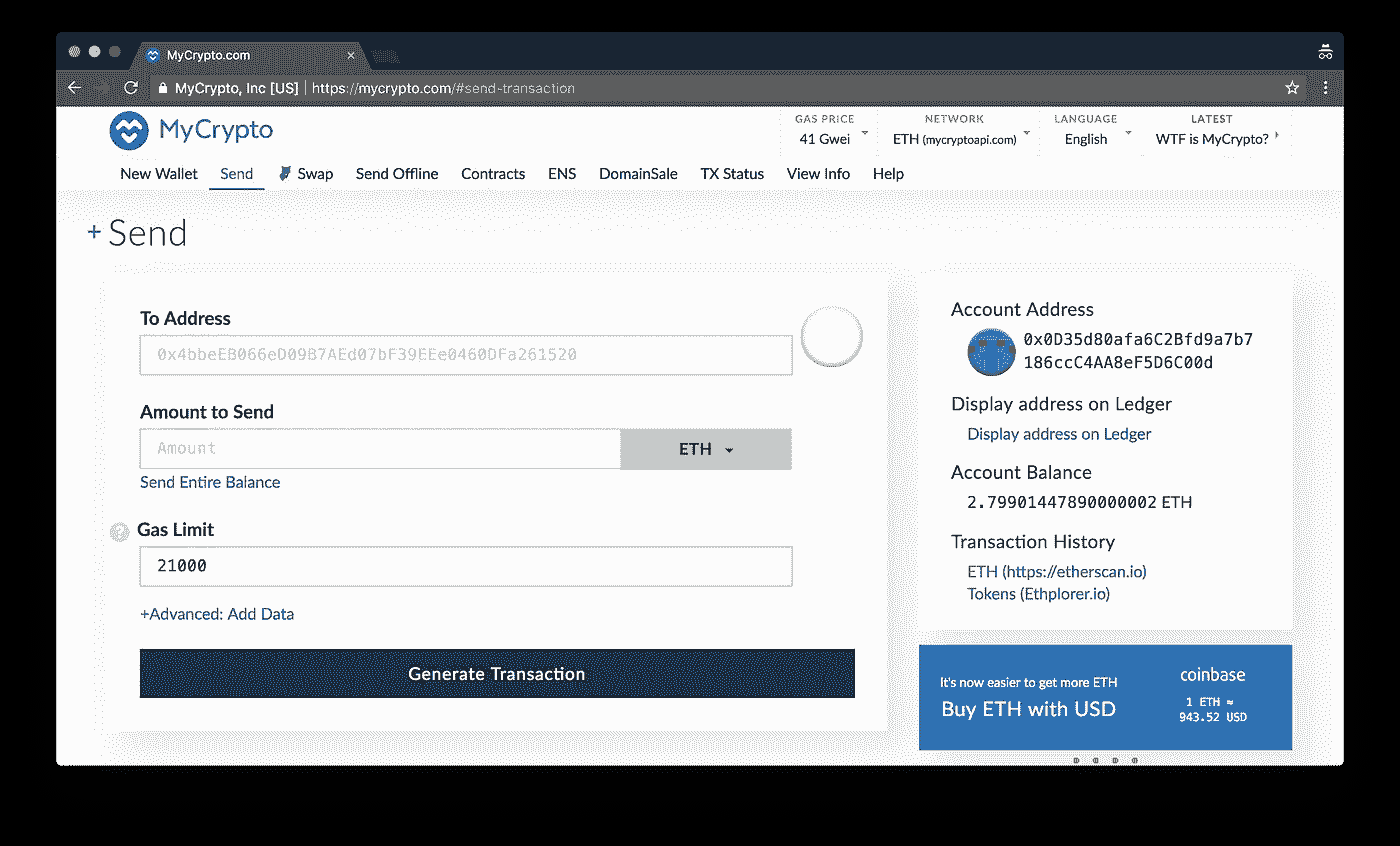 MyCrypto.com
MyCrypto, Inc [US] | https://mycrypto.com/#send-transaction
MyCrypto
GAS PRICE
41 Gwei
NETWORK
ETH (mycryptoapi.com)
LANGUAGE
English
LATEST
WTF is MyCrypto?
New Wallet Send Swap Send Offline Contracts ENS DomainSale TX Status View Info Help
+ Send
To Address
0x4bbeEB066eD09B7AEd07bF39EEe0460DFa261520
Amount to Send
Amount
ETH
Send Entire Balance
Gas Limit
21000
+Advanced: Add Data
Generate Transaction
Account Address
0x0D35d80afa6C2Bfd9a7b7
186ccC4AA8eF5D6C00d
Display address on Ledger
Display address on Ledger
Account Balance
2.79901447890000002 ETH
Transaction History
ETH (https://etherscan.io)
Tokens (Ethplorer.io)
It's now easier to get more ETH
Buy ETH with USD
coinbase
1 ETH ≈
943.52 USD